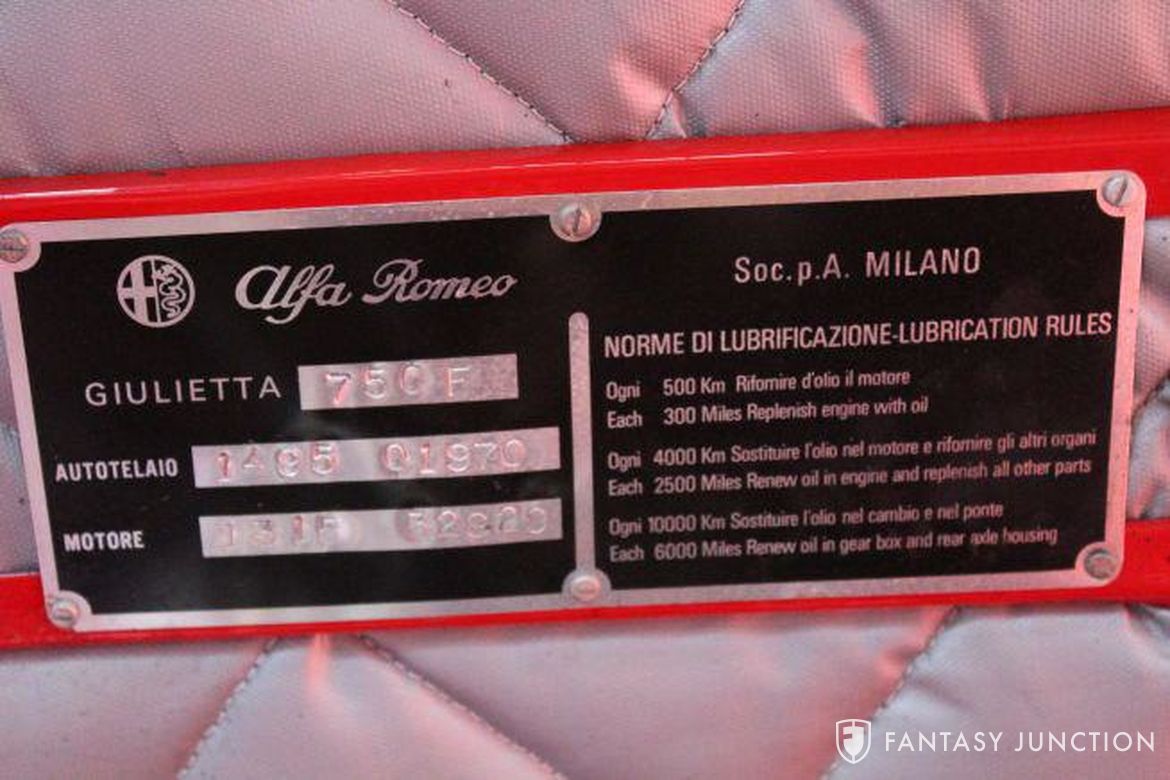 Alfa Romeo
GIULIETTA 750 F
AUTOTELAIO 1495 01970
MOTORE
Soc.p.A. MILANO
NORME DI LUBRIFICAZIONE-LUBRICATION RULES
Ogni 500 Km Rifornire d'olio il motore
Each 300 Miles Replenish engine with oil
Ogni 4000 Km Sostituire l'olio nel motore e rifornire gli altri organi
Each 2500 Miles Renew oil in engine and replenish all other parts
Ogni 10000 Km Sostituire l'olio nel cambio e nel ponte
Each 6000 Miles Renew oil in gear box and rear axle housing
FANTASY JUNCTION